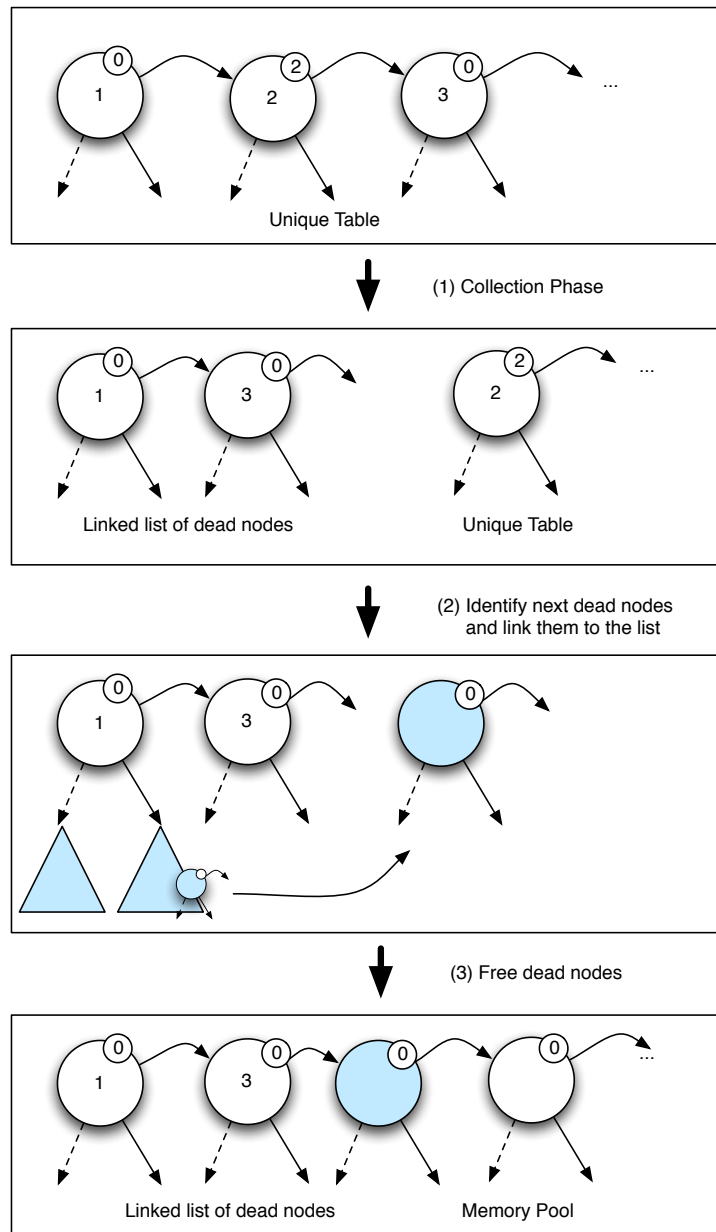 0
2
0
1
2
3
...
Unique Table
(1) Collection Phase
0
0
2
1
3
2
...
Linked list of dead nodes
Unique Table
(2) Identify next dead nodes
and link them to the list
0
0
0
1
3
(3) Free dead nodes
0
0
0
0
1
3
...
Linked list of dead nodes
Memory Pool